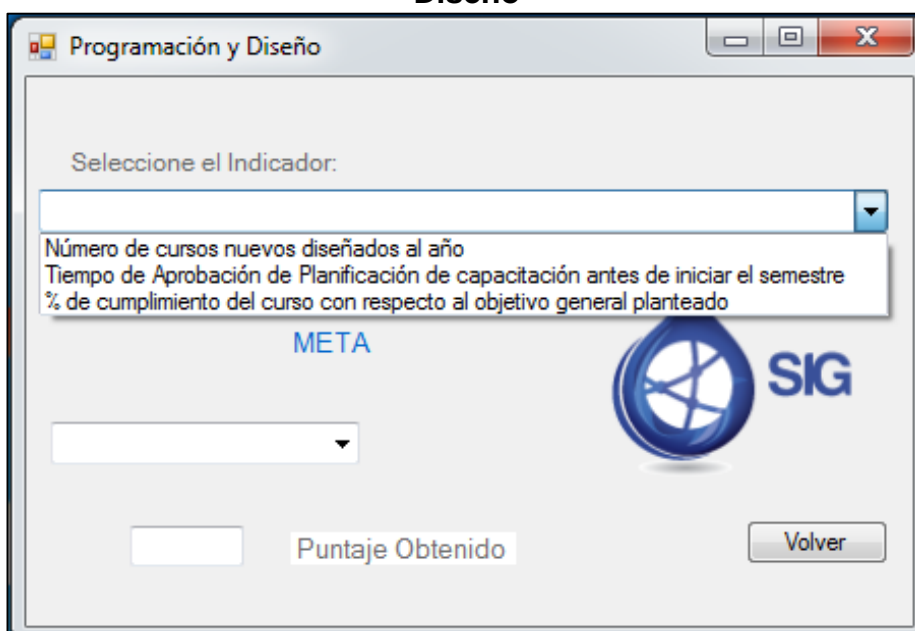 Diseño
Programación y Diseño
Seleccione el Indicador:
Número de cursos nuevos diseñados al año
Tiempo de Aprobación de Planificación de capacitación antes de iniciar el semestre
% de cumplimiento del curso con respecto al objetivo general planteado
META
SIG
Puntaje Obtenido
Volver